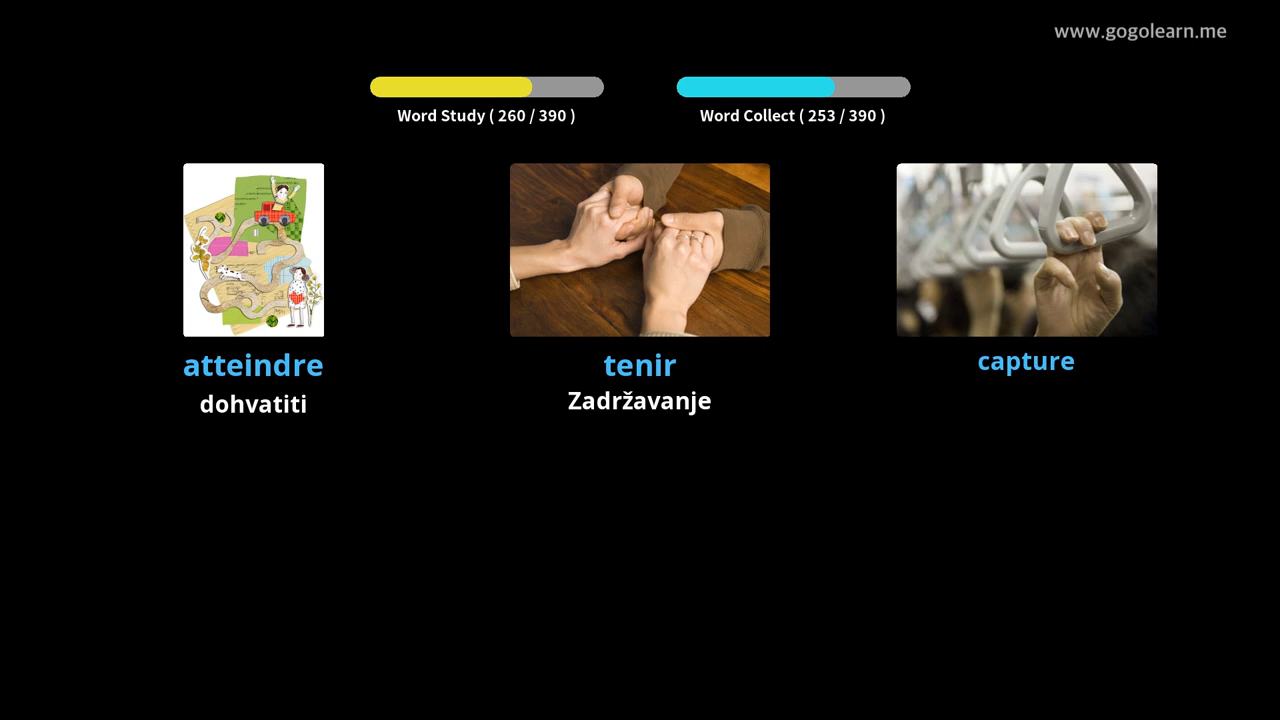 www.gogolearn.me
Word Study ( 260 / 390 )
Word Collect ( 253 / 390 )
atteindre
dohvatiti
tenir
Zadržavanje
capture